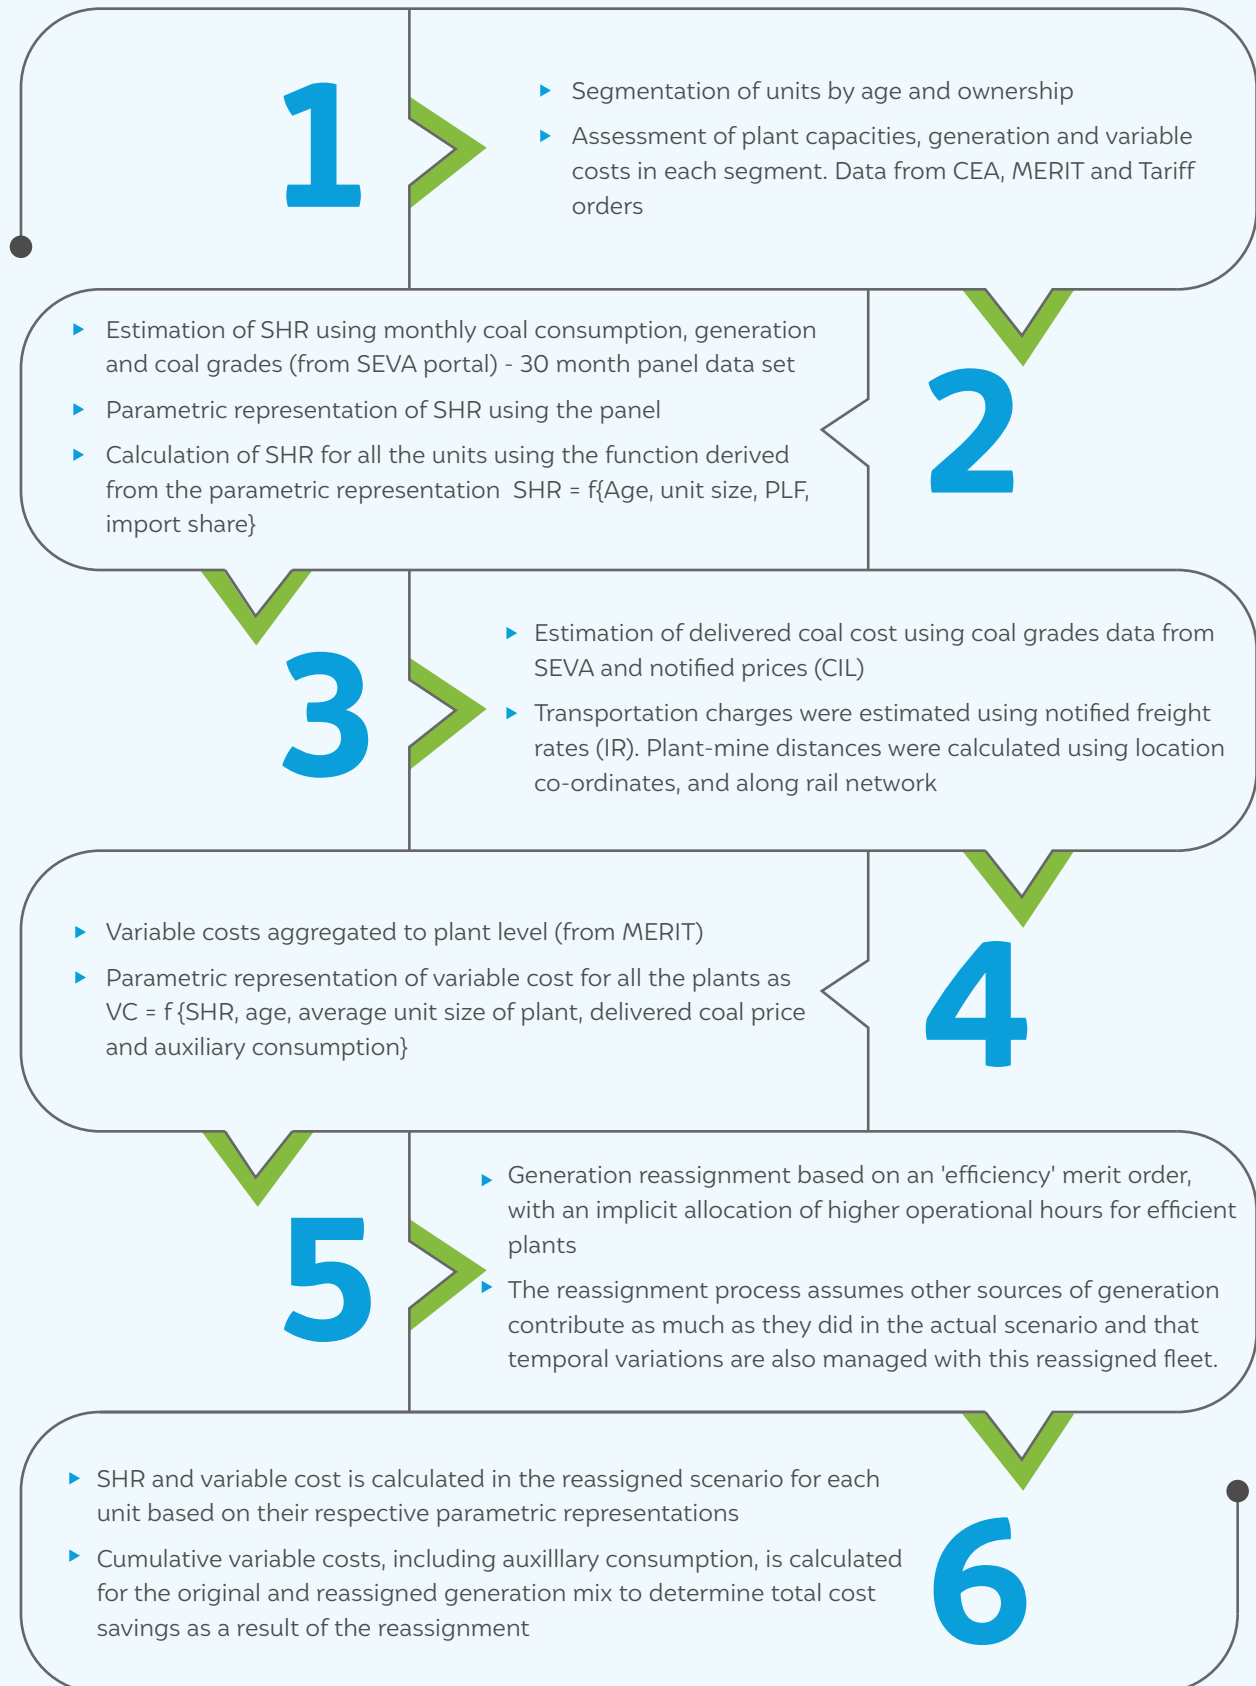 1
Segmentation of units by age and ownership
Assessment of plant capacities, generation and variable
costs in each segment. Data from CEA, MERIT and Tariff
orders
2
Estimation of SHR using monthly coal consumption, generation
and coal grades (from SEVA portal) - 30 month panel data set
Parametric representation of SHR using the panel
Calculation of SHR for all the units using the function derived
from the parametric representation SHR = f{Age, unit size, PLF,
import share}
3
Estimation of delivered coal cost using coal grades data from
SEVA and notified prices (CIL)
Transportation charges were estimated using notified freight
rates (IR). Plant-mine distances were calculated using location
co-ordinates, and along rail network
4
Variable costs aggregated to plant level (from MERIT)
Parametric representation of variable cost for all the plants as
VC = f {SHR, age, average unit size of plant, delivered coal price
and auxiliary consumption}
5
Generation reassignment based on an 'efficiency' merit order,
with an implicit allocation of higher operational hours for efficient
plants
The reassignment process assumes other sources of generation
contribute as much as they did in the actual scenario and that
temporal variations are also managed with this reassigned fleet.
6
SHR and variable cost is calculated in the reassigned scenario for each
unit based on their respective parametric representations
Cumulative variable costs, including auxilllary consumption, is calculated
for the original and reassigned generation mix to determine total cost
savings as a result of the reassignment